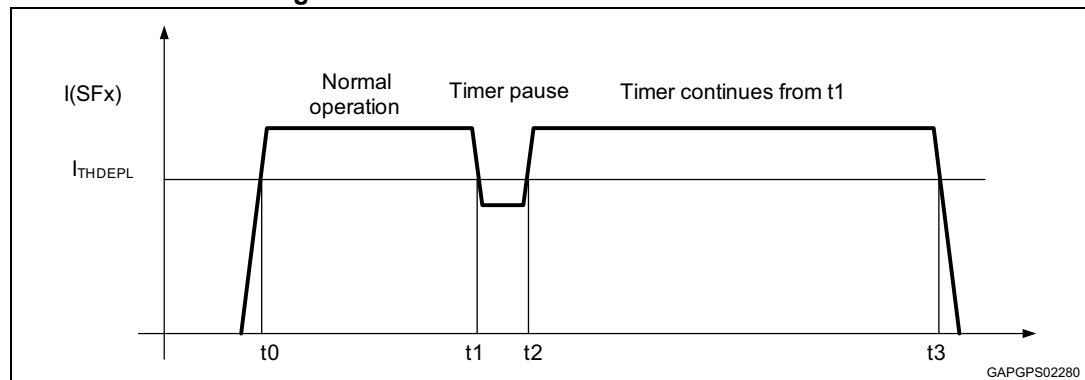 I(SFx)
Normal
operation
Timer pause
Timer continues from t1
ITHDEPL
t0
t1
t2
t3
GAPGPS02280